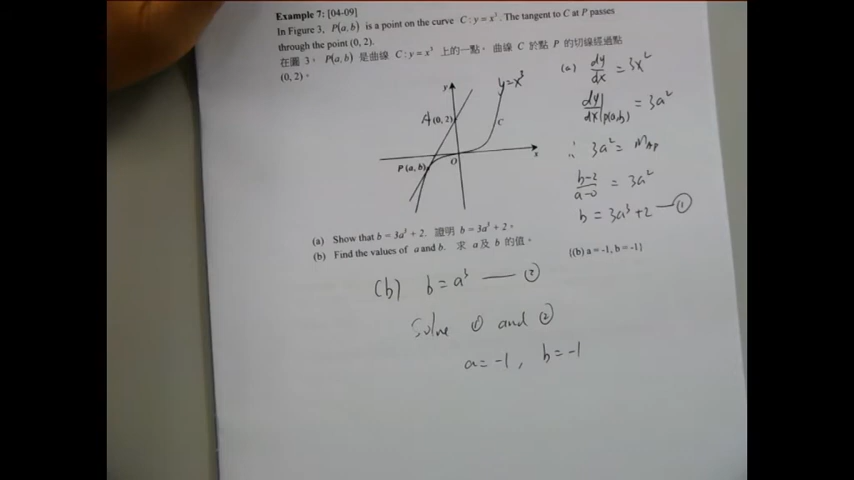 Example 7: [04-09]
In Figure 3, P(a, b) is a point on the curve C: y = x³. The tangent to C at P passes
through the point (0, 2).
在圖 3, P(a, b) 是曲線 C: y = x³ 上的一點。曲線 C 於點 P 的切線經過點
(0, 2)。
y
y=x³
A (0, 2)
C
x
O
P (a, b)
(a) dy/dx = 3x²
dy/dx|P(a,b) = 3a²
∴ 3a² = mAP
(b-2)/(a-0) = 3a²
b = 3a³+2 — ①
(a) Show that b = 3a³ + 2. 證明 b = 3a³ + 2。
(b) Find the values of a and b. 求 a 及 b 的值。
{(b) a = -1, b = -1}
(b) b = a³ — ②
Solve ① and ②
a = -1, b = -1